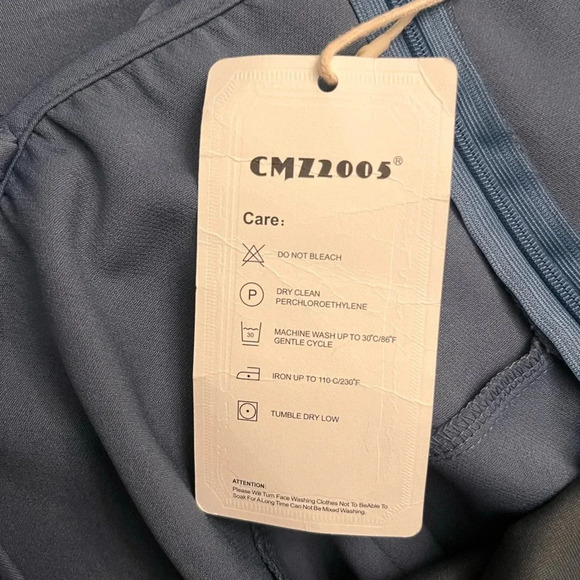 CMZ2005®
Care:
DO NOT BLEACH
P
DRY CLEAN
PERCHLOROETHYLENE
30
MACHINE WASH UP TO 30°C/86°F
GENTLE CYCLE
IRON UP TO 110 C/230°F
TUMBLE DRY LOW
ATTENTION:
Please We Turn Face Washing Clothes Not To BeAble To
Soak For A Long Time Can Not Be Mixed Washing.